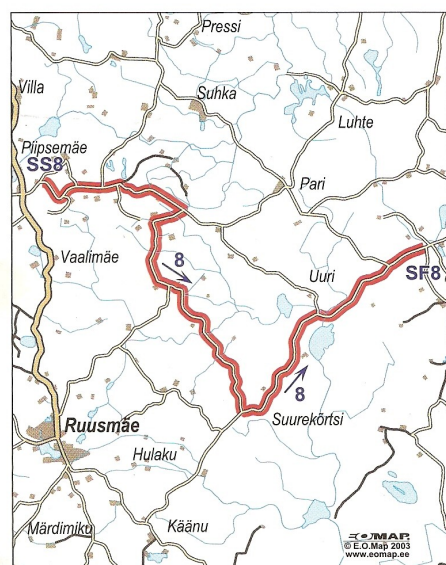 Pressi
Villa
Suhka
Luhte
Piipsemäe
SS8
Pari
Vaalimäe
8
Uuri
SF8
8
Suurekõrtsi
Ruusmäe
Hulaku
Märdimiku
Käänu
EOMAP
© E.O.Map 2003
www.eomap.ee